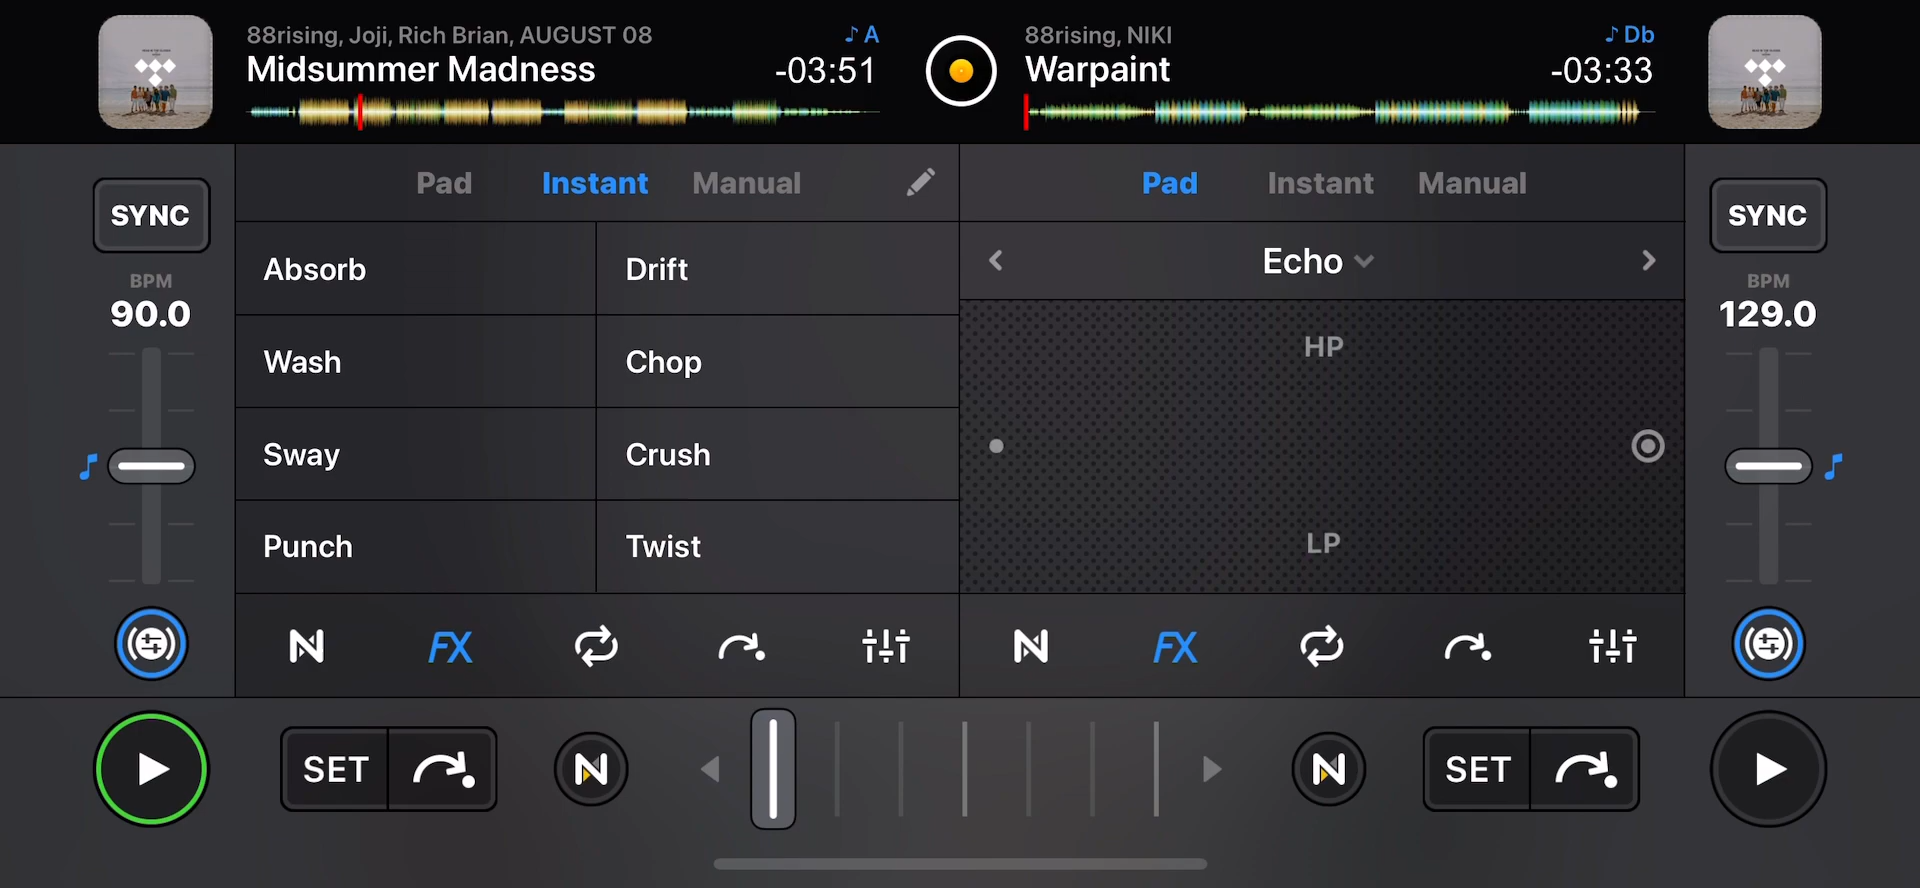 88rising, Joji, Rich Brian, AUGUST 08
A
Midsummer Madness
-03:51
88rising, NIKI
Db
Warpaint
-03:33
SYNC
BPM
90.0
Pad
Instant
Manual
Absorb
Drift
Wash
Chop
Sway
Crush
Punch
Twist
FX
Pad
Instant
Manual
Echo
HP
LP
FX
SYNC
BPM
129.0
SET
SET